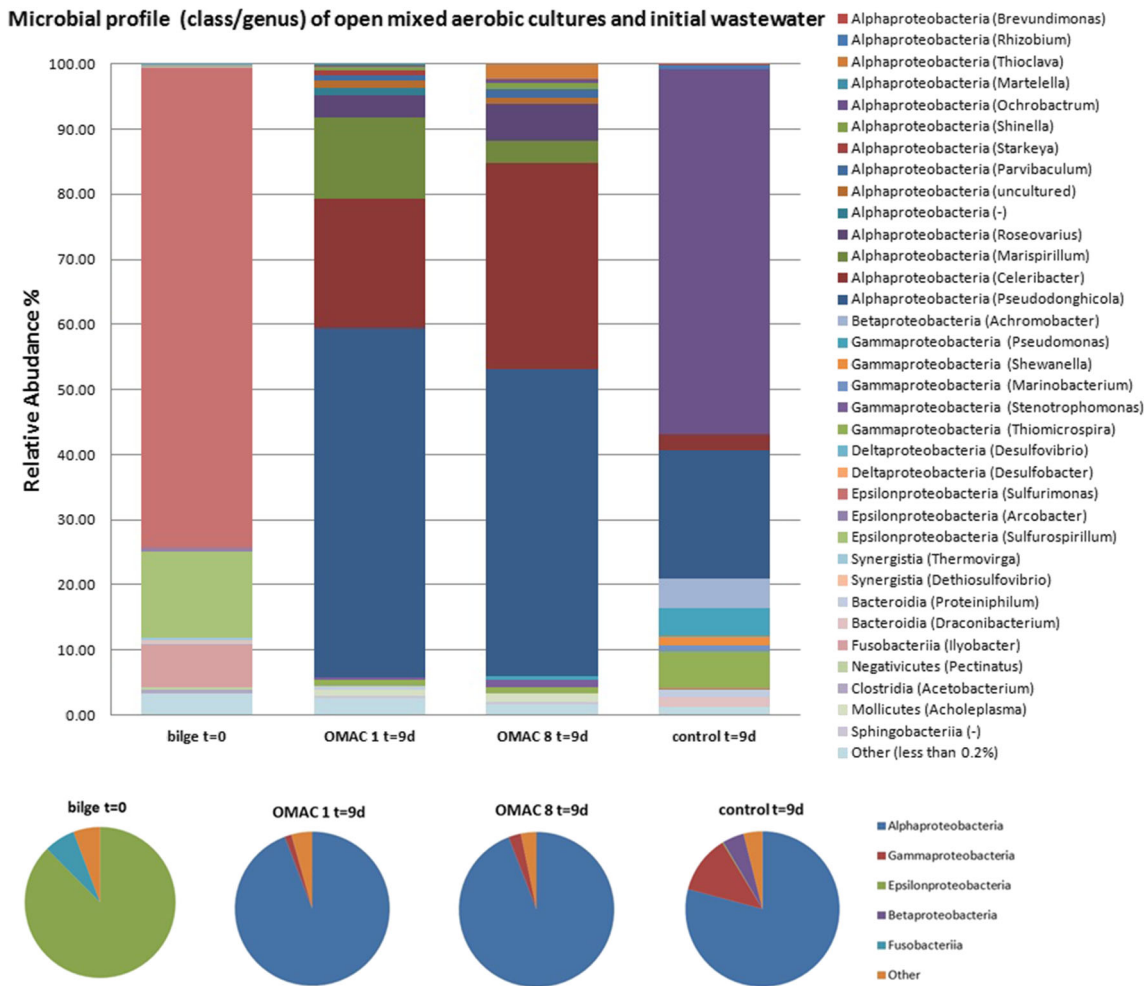 Microbial profile (class/genus) of open mixed aerobic cultures and initial wastewater
Relative Abudance %
100.00
90.00
80.00
70.00
60.00
50.00
40.00
30.00
20.00
10.00
0.00
bilge t=0
OMAC 1 t=9d
OMAC 8 t=9d
control t=9d
Alphaproteobacteria (Brevundimonas)
Alphaproteobacteria (Rhizobium)
Alphaproteobacteria (Thioclava)
Alphaproteobacteria (Martelella)
Alphaproteobacteria (Ochrobactrum)
Alphaproteobacteria (Shinella)
Alphaproteobacteria (Starkeya)
Alphaproteobacteria (Parvibaculum)
Alphaproteobacteria (uncultured)
Alphaproteobacteria (-)
Alphaproteobacteria (Roseovarius)
Alphaproteobacteria (Marispirillum)
Alphaproteobacteria (Celeribacter)
Alphaproteobacteria (Pseudodonghicola)
Betaproteobacteria (Achromobacter)
Gammaproteobacteria (Pseudomonas)
Gammaproteobacteria (Shewanella)
Gammaproteobacteria (Marinobacterium)
Gammaproteobacteria (Stenotrophomonas)
Gammaproteobacteria (Thiomicrospira)
Deltaproteobacteria (Desulfovibrio)
Deltaproteobacteria (Desulfobacter)
Epsilonproteobacteria (Sulfurimonas)
Epsilonproteobacteria (Arcobacter)
Epsilonproteobacteria (Sulfurospirillum)
Synergistia (Thermovirga)
Synergistia (Dethiosulfovibrio)
Bacteroidia (Proteiniphilum)
Bacteroidia (Draconibacterium)
Fusobacteriia (Ilyobacter)
Negativicutes (Pectinatus)
Clostridia (Acetobacterium)
Mollicutes (Acholeplasma)
Sphingobacteriia (-)
Other (less than 0.2%)
bilge t=0
OMAC 1 t=9d
OMAC 8 t=9d
control t=9d
Alphaproteobacteria
Gammaproteobacteria
Epsilonproteobacteria
Betaproteobacteria
Fusobacteriia
Other